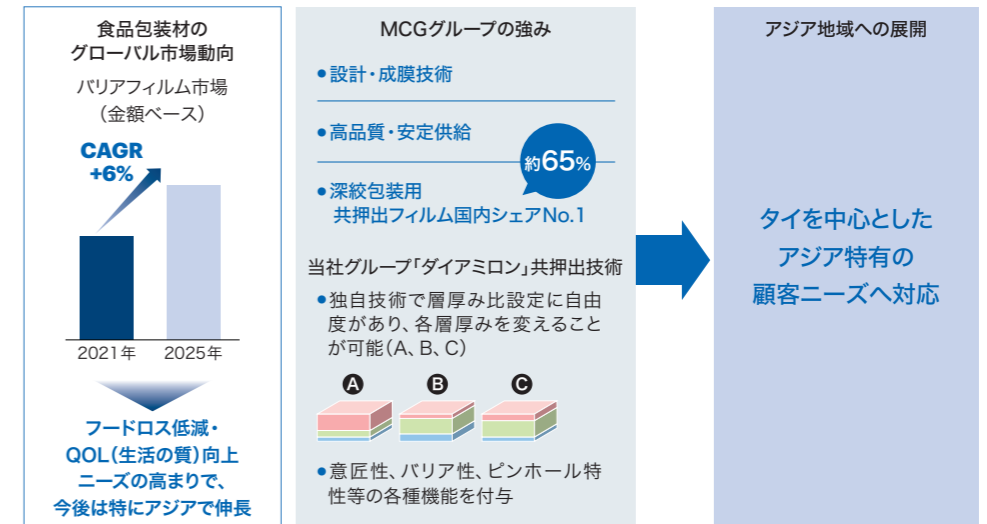 食品包装材の
グローバル市場動向
バリアフィルム市場
（金額ベース）
CAGR
+6%
2021年
2025年
フードロス低減・
QOL（生活の質）向上
ニーズの高まりで、
今後は特にアジアで伸長
MCGグループの強み
●設計・成膜技術
●高品質・安定供給
約65%
●深絞包装用
共押出フィルム国内シェアNo.1
当社グループ「ダイアミロン」共押出技術
●独自技術で層厚み比設定に自由
度があり、各層厚みを変えること
が可能（A、B、C）
A
B
C
●意匠性、バリア性、ピンホール特
性等の各種機能を付与
アジア地域への展開
タイを中心とした
アジア特有の
顧客ニーズへ対応